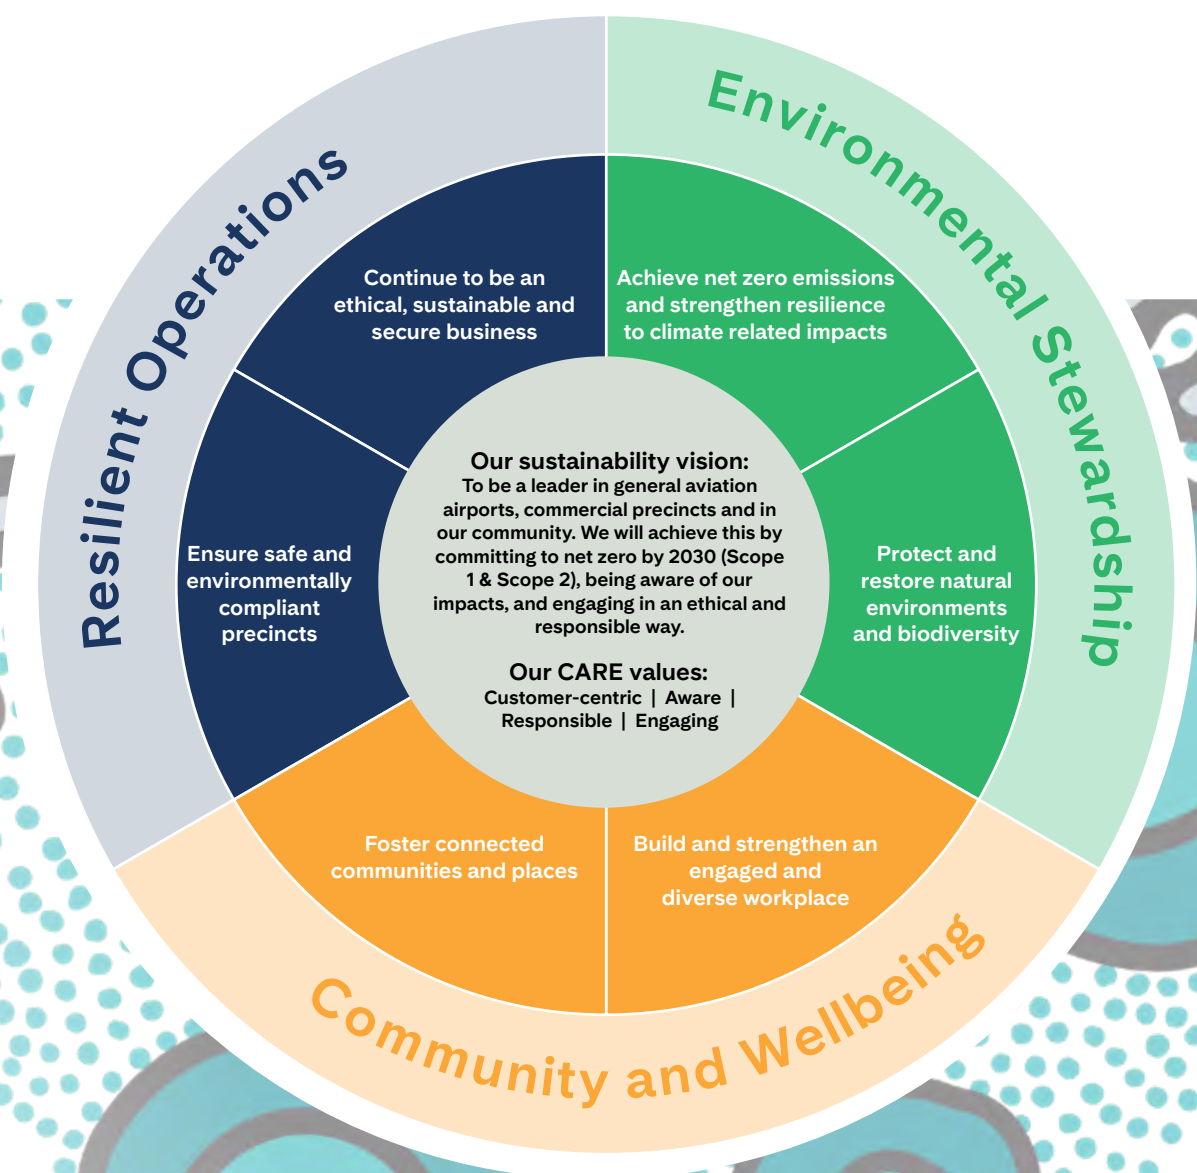 Environmental Stewardship
Resilient Operations
Continue to be an
ethical, sustainable and
secure business
Achieve net zero emissions
and strengthen resilience
to climate related impacts
Our sustainability vision:
To be a leader in general aviation
airports, commercial precincts and in
our community. We will achieve this by
committing to net zero by 2030 (Scope
1 & Scope 2), being aware of our
impacts, and engaging in an ethical and
responsible way.
Our CARE values:
Customer-centric | Aware |
Responsible | Engaging
Ensure safe and
environmentally
compliant
precincts
Protect and
restore natural
environments
and biodiversity
Foster connected
communities and places
Build and strengthen an
engaged and
diverse workplace
Community and Wellbeing